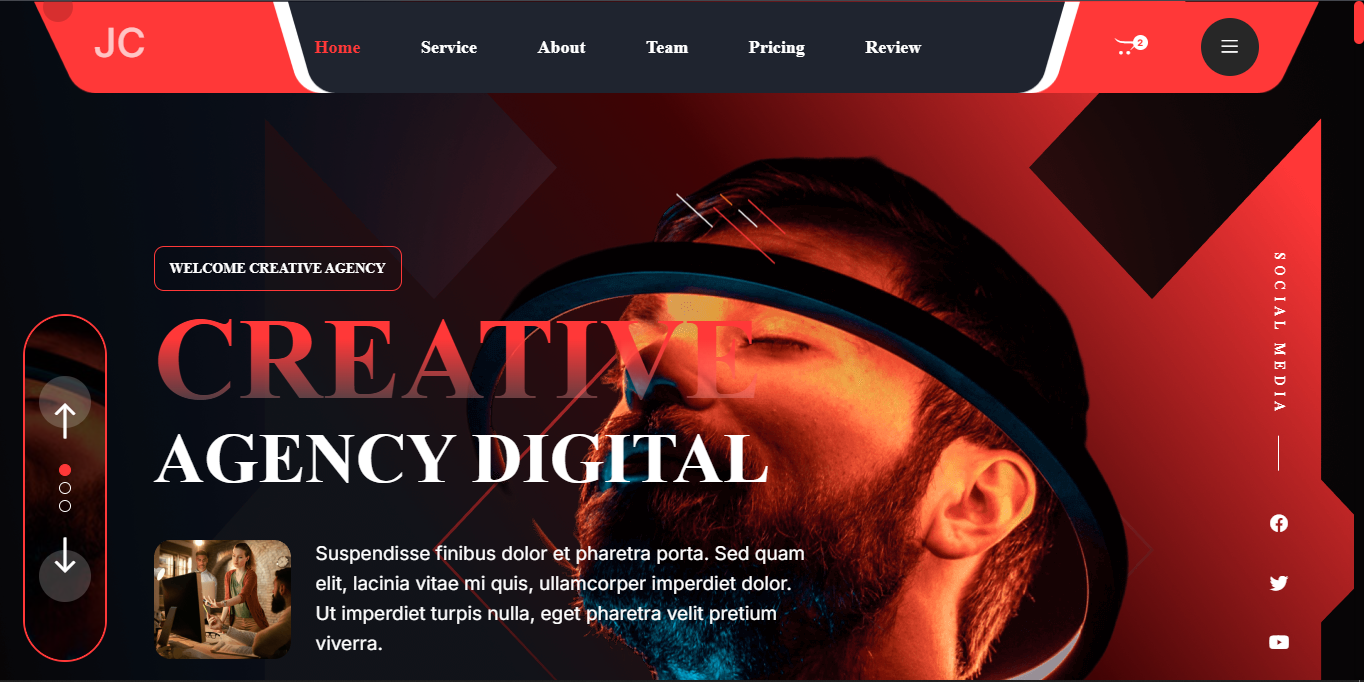 JC
Home
Service
About
Team
Pricing
Review
2
WELCOME CREATIVE AGENCY
CREATIVE
AGENCY DIGITAL
Suspendisse finibus dolor et pharetra porta. Sed quam
elit, lacinia vitae mi quis, ullamcorper imperdiet dolor.
Ut imperdiet turpis nulla, eget pharetra velit pretium
viverra.
SOCIAL MEDIA